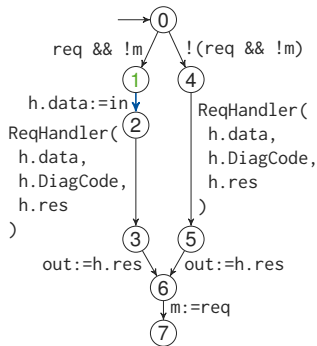 0
req && !m
!(req && !m)
1
4
h.data:=in
2
ReqHandler(
h.data,
h.DiagCode,
h.res
)
ReqHandler(
h.data,
h.DiagCode,
h.res
)
3
5
out:=h.res
out:=h.res
6
m:=req
7